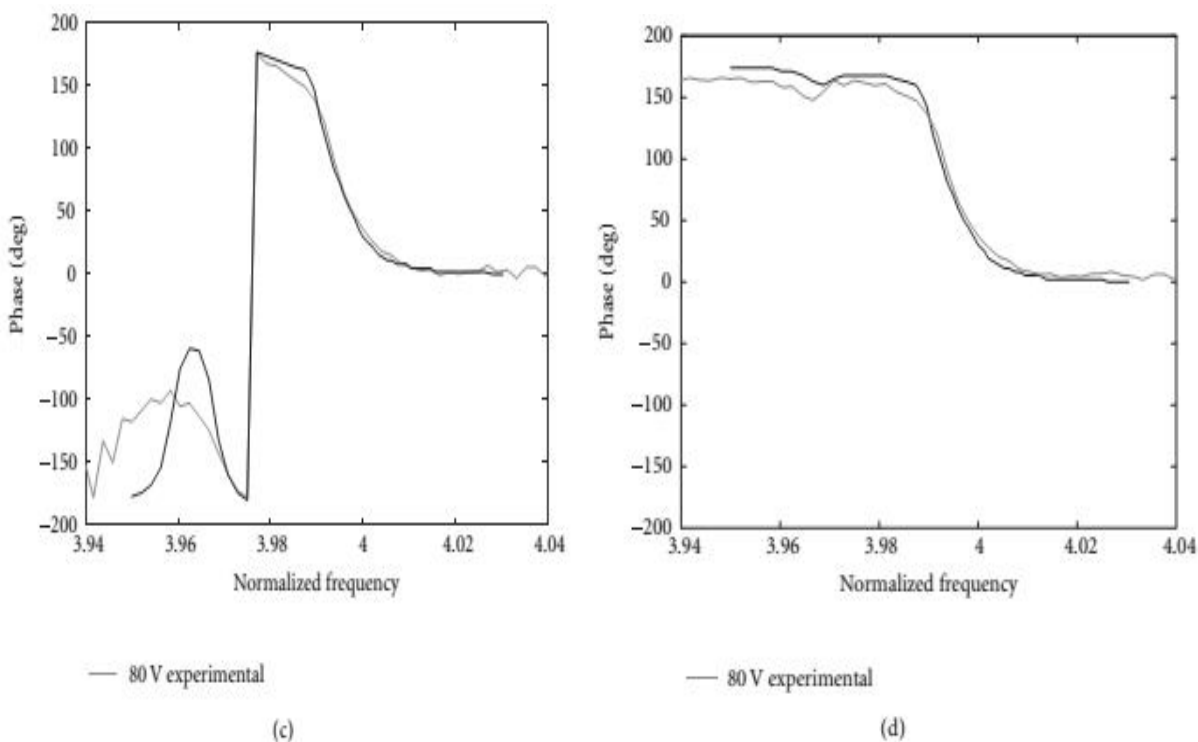 200
150
100
50
0
−50
−100
−150
−200
3.94 3.96 3.98 4 4.02 4.04
Phase (deg)
Normalized frequency
80 V experimental
(c)
200
150
100
50
0
−50
−100
−150
−200
3.94 3.96 3.98 4 4.02 4.04
Phase (deg)
Normalized frequency
80 V experimental
(d)